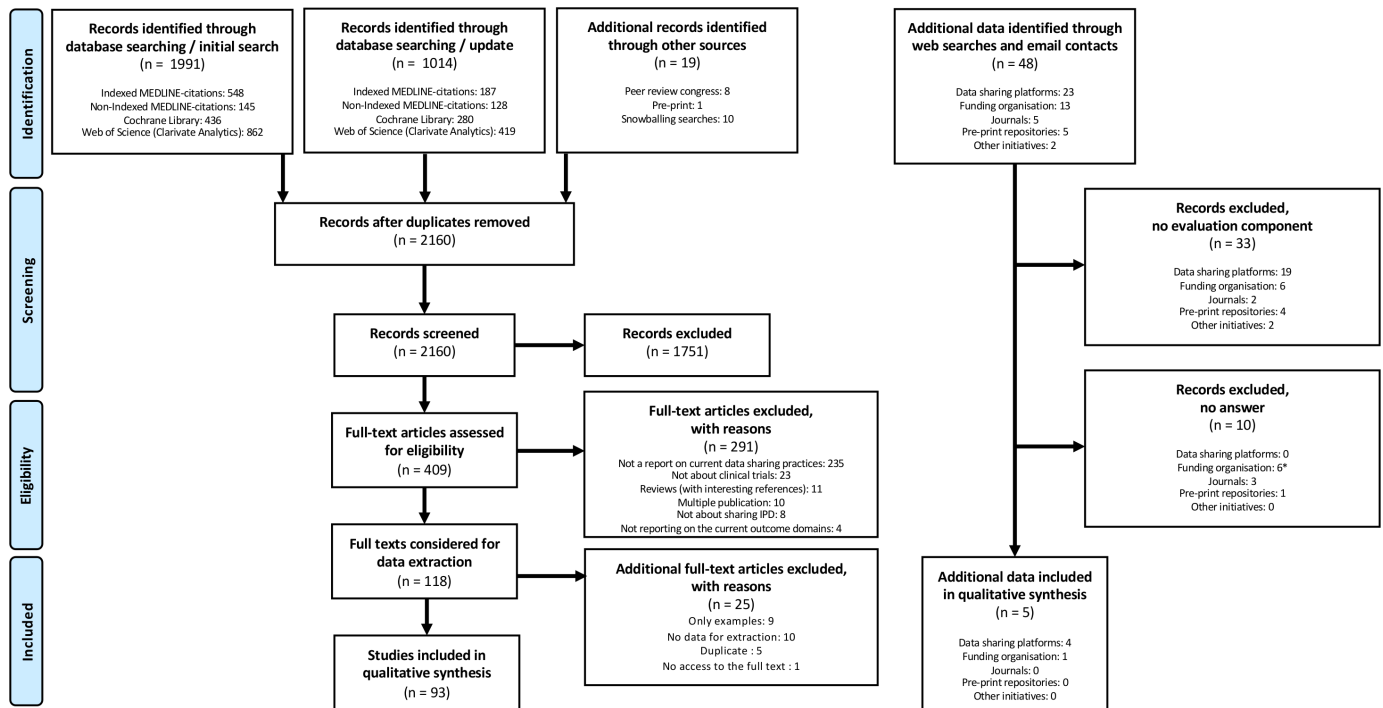 Identification
Records identified through
database searching / initial search
(n =  1991)
Indexed MEDLINE-citations: 548
Non-Indexed MEDLINE-citations: 145
Cochrane Library: 436
Web of Science (Clarivate Analytics): 862
Records identified through
database searching / update
(n =  1014)
Indexed MEDLINE-citations: 187
Non-Indexed MEDLINE-citations: 128
Cochrane Library: 280
Web of Science (Clarivate Analytics): 419
Additional records identified
through other sources
(n = 19)
Peer review congress: 8
Pre-print: 1
Snowballing searches: 10
Additional data identified through
web searches and email contacts
(n = 48)
Data sharing platforms: 23
Funding organisation: 13
Journals: 5
Pre-print repositories: 5
Other initiatives: 2
Screening
Records after duplicates removed
(n = 2160)
Records excluded,
no evaluation component
(n = 33)
Data sharing platforms: 19
Funding organisation: 6
Journals: 2
Pre-print repositories: 4
Other initiatives: 2
Records screened
(n = 2160)
Records excluded
(n = 1751)
Eligibility
Full-text articles assessed
for eligibility
(n = 409)
Full-text articles excluded,
with reasons
(n = 291)
Not a report on current data sharing practices: 235
Not about clinical trials: 23
Reviews (with interesting references): 11
Multiple publication: 10
Not about sharing IPD: 8
Not reporting on the current outcome domains: 4
Records excluded,
no answer
(n = 10)
Data sharing platforms: 0
Funding organisation: 6*
Journals: 3
Pre-print repositories: 1
Other initiatives: 0
Full texts considered for
data extraction
(n = 118)
Included
Additional full-text articles excluded,
with reasons
(n = 25)
Only examples: 9
No data for extraction: 10
Duplicate : 5
No access to the full text : 1
Studies included in
qualitative synthesis
(n = 93)
Additional data included
in qualitative synthesis
(n = 5)
Data sharing platforms: 4
Funding organisation: 1
Journals: 0
Pre-print repositories: 0
Other initiatives: 0